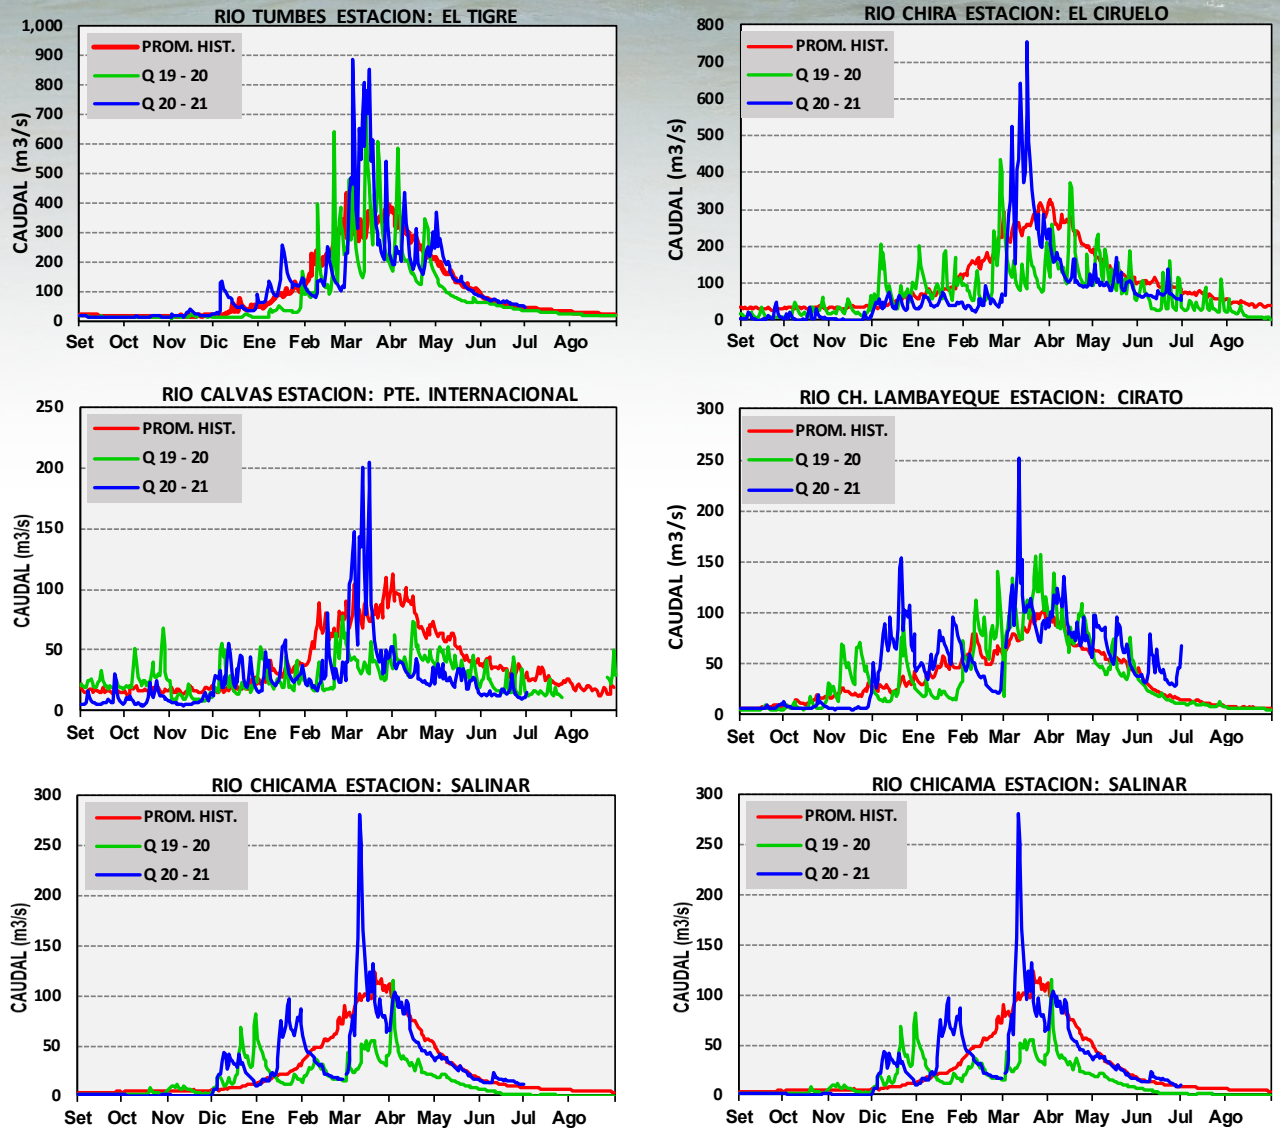 RIO TUMBES ESTACION: EL TIGRE
CAUDAL (m3/s)
1,000
900
800
700
600
500
400
300
200
100
0
PROM. HIST.
Q 19 - 20
Q 20 - 21
Set Oct Nov Dic Ene Feb Mar Abr May Jun Jul Ago
RIO CHIRA ESTACION: EL CIRUELO
CAUDAL (m3/s)
800
700
600
500
400
300
200
100
0
PROM. HIST.
Q 19 - 20
Q 20 - 21
Set Oct Nov Dic Ene Feb Mar Abr May Jun Jul Ago
RIO CALVAS ESTACION: PTE. INTERNACIONAL
CAUDAL (m3/s)
250
200
150
100
50
0
PROM. HIST.
Q 19 - 20
Q 20 - 21
Set Oct Nov Dic Ene Feb Mar Abr May Jun Jul Ago
RIO CH. LAMBAYEQUE ESTACION: CIRATO
CAUDAL (m3/s)
300
250
200
150
100
50
0
PROM. HIST.
Q 19 - 20
Q 20 - 21
Set Oct Nov Dic Ene Feb Mar Abr May Jun Jul Ago
RIO CHICAMA ESTACION: SALINAR
CAUDAL (m3/s)
300
250
200
150
100
50
0
PROM. HIST.
Q 19 - 20
Q 20 - 21
Set Oct Nov Dic Ene Feb Mar Abr May Jun Jul Ago
RIO CHICAMA ESTACION: SALINAR
CAUDAL (m3/s)
300
250
200
150
100
50
0
PROM. HIST.
Q 19 - 20
Q 20 - 21
Set Oct Nov Dic Ene Feb Mar Abr May Jun Jul Ago